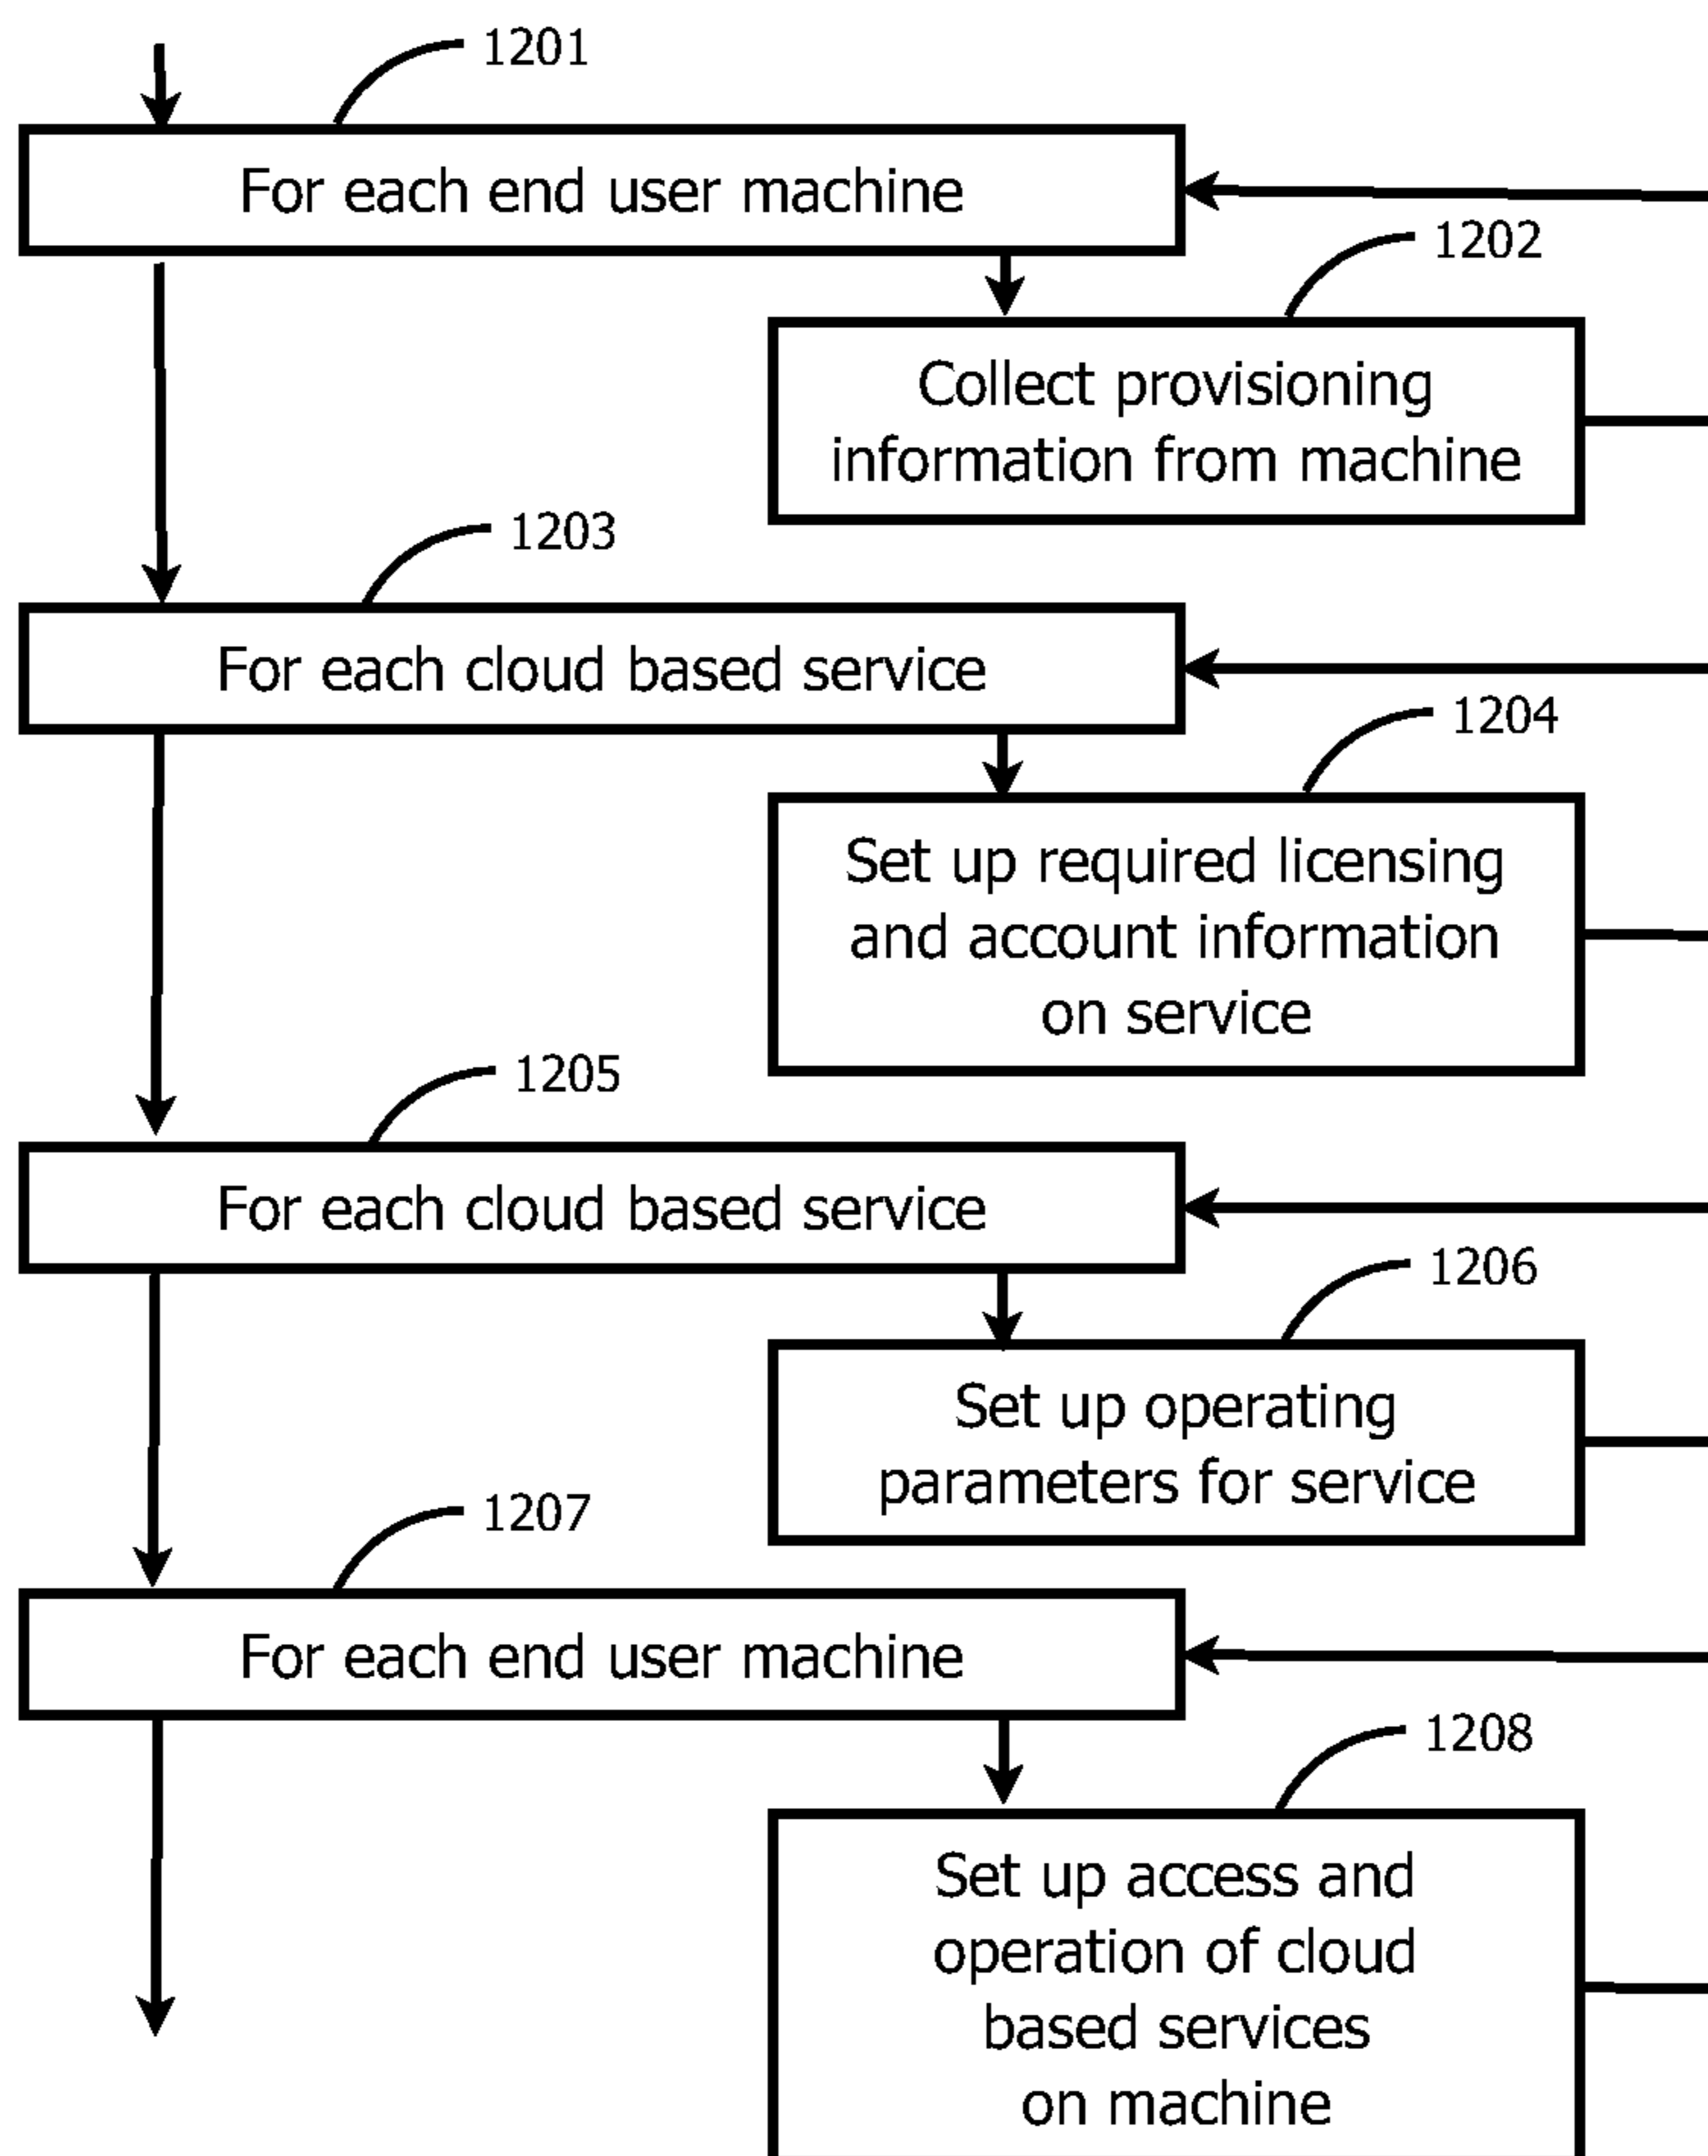 1201
For each end user machine
1202
Collect provisioning
information from machine
1203
For each cloud based service
1204
Set up required licensing
and account information
on service
1205
For each cloud based service
1206
Set up operating
parameters for service
1207
For each end user machine
1208
Set up access and
operation of cloud
based services
on machine